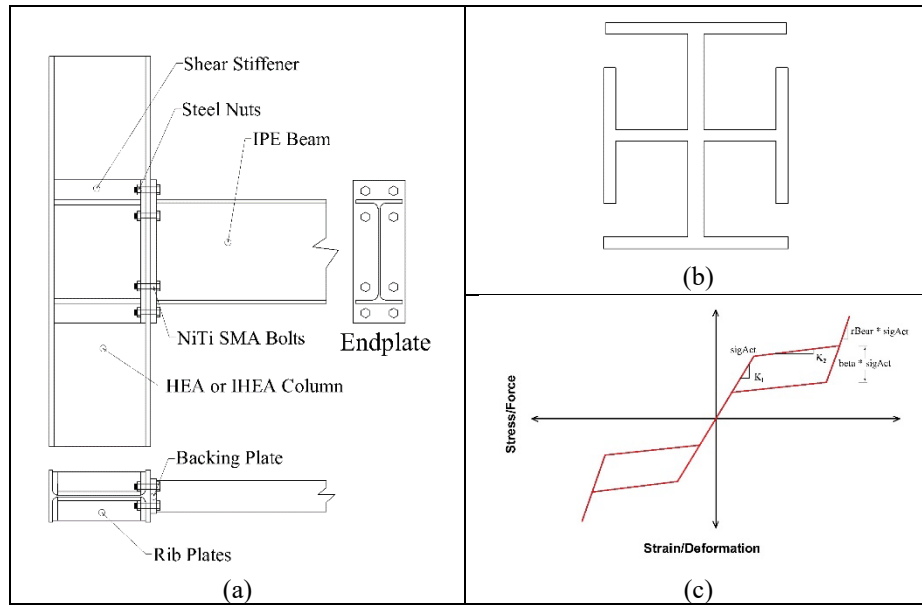 Shear Stiffener
Steel Nuts
IPE Beam
NiTi SMA Bolts
Endplate
HEA or IHEA Column
Backing Plate
Rib Plates
(a)
(b)
sigAct
rBear * sigAct
K2
K1
beta * sigAct
Stress/Force
Strain/Deformation
(c)